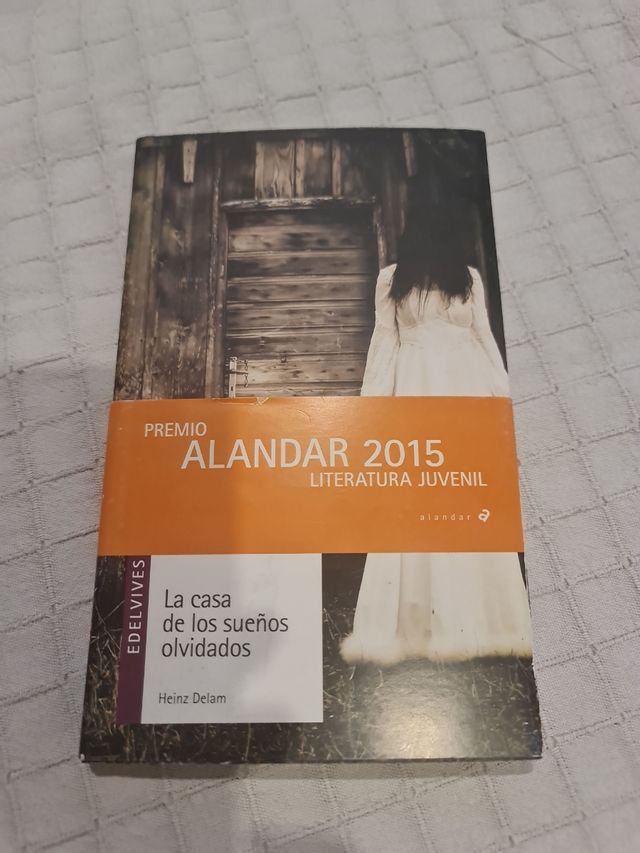 PREMIO
ALANDAR 2015
LITERATURA JUVENIL
alandar a
EDELVIVES
La casa
de los sueños
olvidados
Heinz Delam